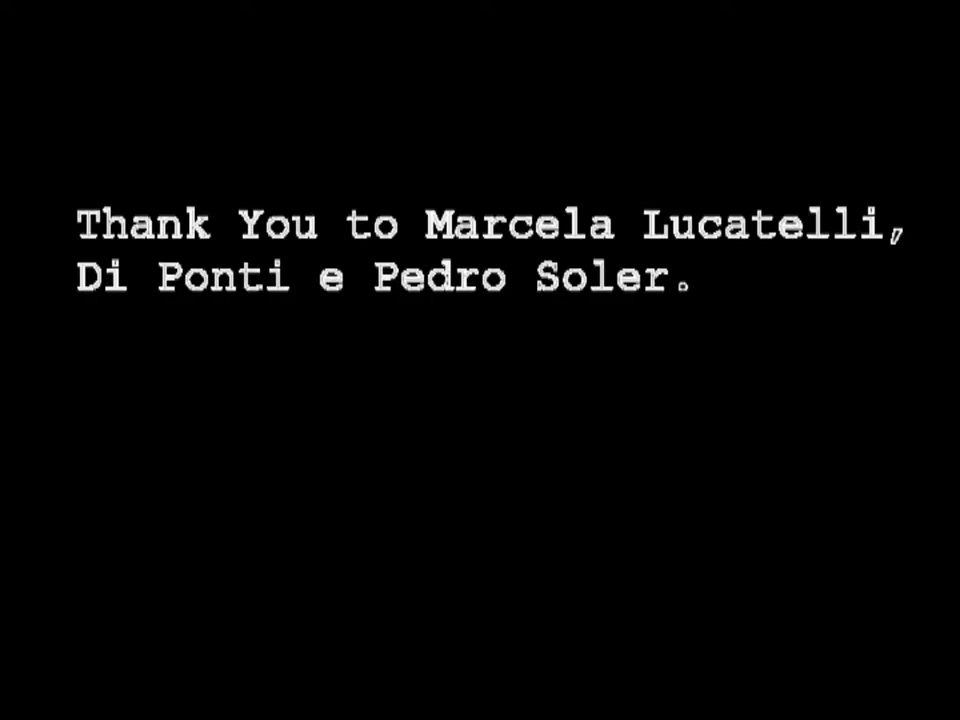 Thank You to Marcela Lucatelli,
Di Ponti e Pedro Soler.